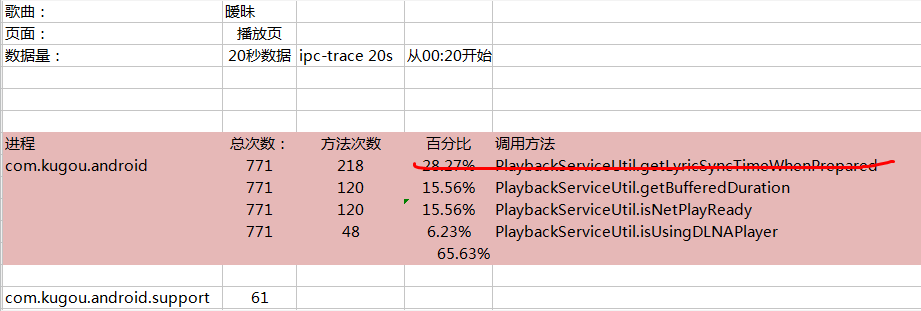 歌曲： 暧昧
页面： 播放页
数据量： 20秒数据 ipc-trace 20s 从00:20开始
进程 总次数： 方法次数 百分比 调用方法
com.kugou.android 771 218 28.27% PlaybackServiceUtil.getLyricSyncTimeWhenPrepared
771 120 15.56% PlaybackServiceUtil.getBufferedDuration
771 120 15.56% PlaybackServiceUtil.isNetPlayReady
771 48 6.23% PlaybackServiceUtil.isUsingDLNAPlayer
65.63%
com.kugou.android.support 61